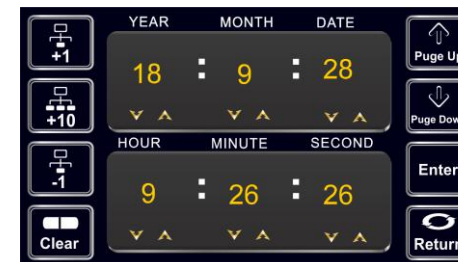 +1
+10
-1
Clear
YEAR MONTH DATE
18 : 9 : 28
HOUR MINUTE SECOND
9 : 26 : 26
Puge Up
Puge Down
Enter
Return